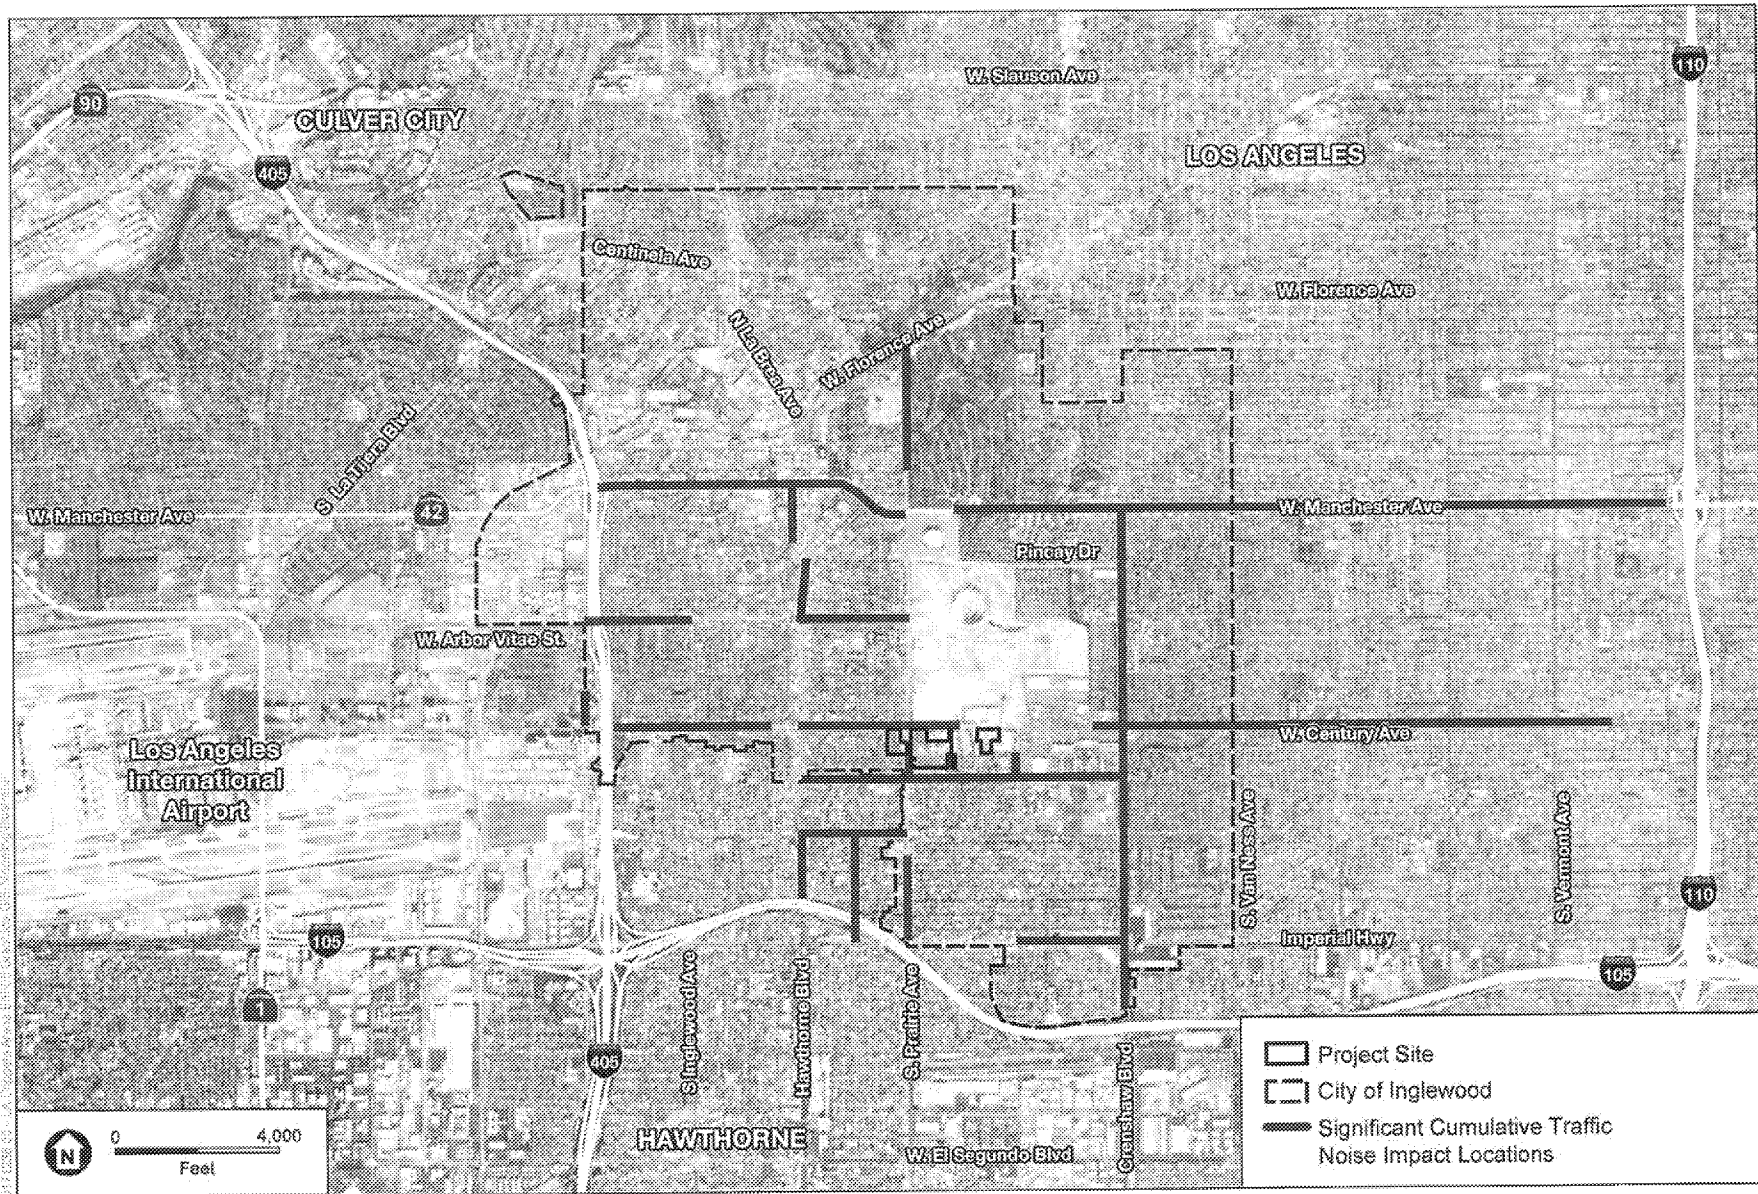 W. Slauson Ave
110
90
CULVER CITY
LOS ANGELES
405
Centinela Ave
W. Florence Ave
N La Brea Ave
W. Florence Ave
S. La Tijera Blvd
W. Manchester Ave
42
W. Manchester Ave
Pincay Dr
W. Arbor Vitae St.
W. Century Ave
Los Angeles
International
Airport
S. Van Ness Ave
S. Vermont Ave
110
105
Imperial Hwy
105
1
S Inglewood Ave
Hawthorne Blvd
S. Prairie Ave
Crenshaw Blvd
405
HAWTHORNE
W. El Segundo Blvd
N
0 4,000
Feet
Project Site
City of Inglewood
Significant Cumulative Traffic
Noise Impact Locations